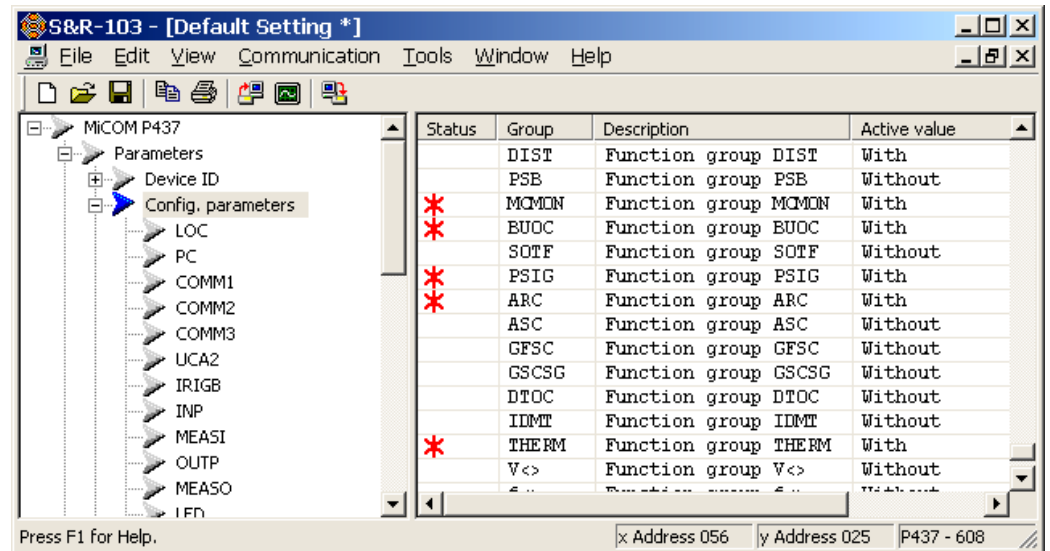 S&R-103 - [Default Setting *]
File Edit View Communication Tools Window Help
MiCOM P437
Parameters
Device ID
Config. parameters
LOC
PC
COMM1
COMM2
COMM3
UCA2
IRIGB
INP
MEASI
OUTP
MEASO
LED
Status Group Description Active value
DIST Function group DIST With
PSB Function group PSB Without
MCMON Function group MCMON With
BUOC Function group BUOC With
SOTF Function group SOTF Without
PSIG Function group PSIG With
ARC Function group ARC With
ASC Function group ASC Without
GFSC Function group GFSC Without
GSCSG Function group GSCSG Without
DTOC Function group DTOC Without
IDMT Function group IDMT Without
THERM Function group THERM With
V<> Function group V<> Without
Function group Without
Press F1 for Help.
x Address 056 y Address 025 P437 - 608